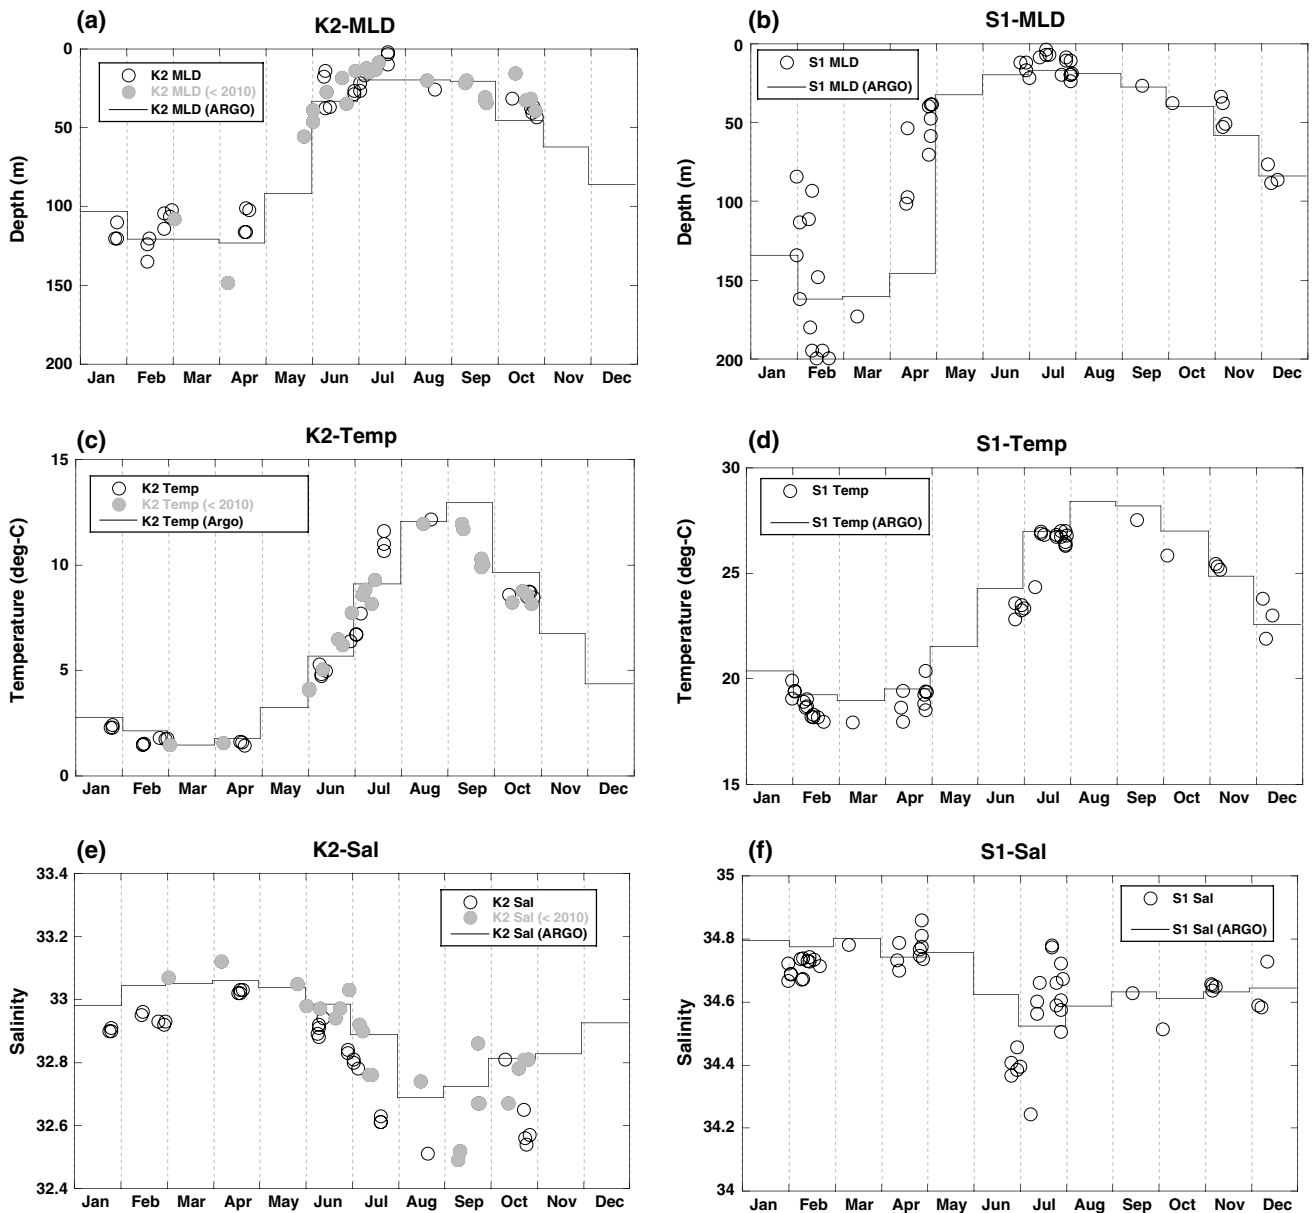 (a)
K2-MLD
0
50
100
150
200
Depth (m)
K2 MLD
K2 MLD (< 2010)
K2 MLD (ARGO)
Jan Feb Mar Apr May Jun Jul Aug Sep Oct Nov Dec
(b)
S1-MLD
0
50
100
150
200
Depth (m)
S1 MLD
S1 MLD (ARGO)
Jan Feb Mar Apr May Jun Jul Aug Sep Oct Nov Dec
(c)
K2-Temp
15
10
5
0
Temperature (deg-C)
K2 Temp
K2 Temp (< 2010)
K2 Temp (Argo)
Jan Feb Mar Apr May Jun Jul Aug Sep Oct Nov Dec
(d)
S1-Temp
30
25
20
15
Temperature (deg-C)
S1 Temp
S1 Temp (ARGO)
Jan Feb Mar Apr May Jun Jul Aug Sep Oct Nov Dec
(e)
K2-Sal
33.4
33.2
33
32.8
32.6
32.4
Salinity
K2 Sal
K2 Sal (< 2010)
K2 Sal (ARGO)
Jan Feb Mar Apr May Jun Jul Aug Sep Oct Nov Dec
(f)
S1-Sal
35
34.8
34.6
34.4
34.2
34
Salinity
S1 Sal
S1 Sal (ARGO)
Jan Feb Mar Apr May Jun Jul Aug Sep Oct Nov Dec